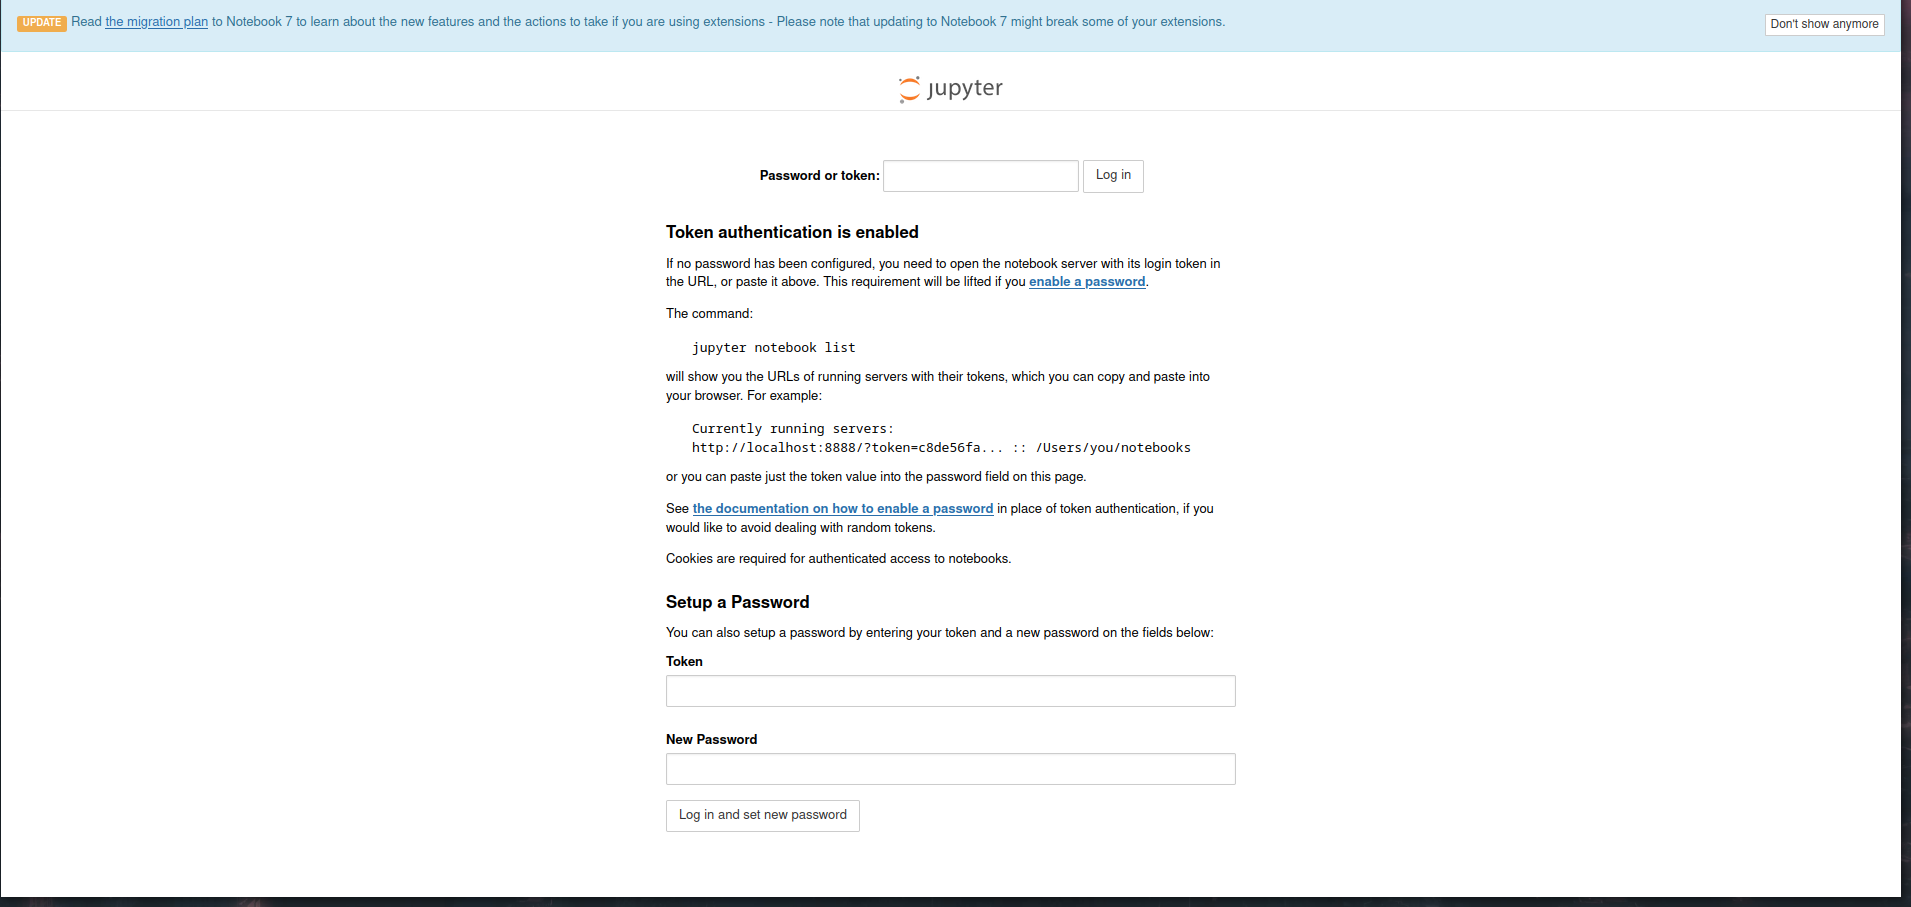 UPDATE Read the migration plan to Notebook 7 to learn about the new features and the actions to take if you are using extensions - Please note that updating to Notebook 7 might break some of your extensions.
Don't show anymore
jupyter
Password or token:
Log in
Token authentication is enabled
If no password has been configured, you need to open the notebook server with its login token in
the URL, or paste it above. This requirement will be lifted if you enable a password.
The command:
jupyter notebook list
will show you the URLs of running servers with their tokens, which you can copy and paste into
your browser. For example:
Currently running servers:
http://localhost:8888/?token=c8de56fa... :: /Users/you/notebooks
or you can paste just the token value into the password field on this page.
See the documentation on how to enable a password in place of token authentication, if you
would like to avoid dealing with random tokens.
Cookies are required for authenticated access to notebooks.
Setup a Password
You can also setup a password by entering your token and a new password on the fields below:
Token
New Password
Log in and set new password